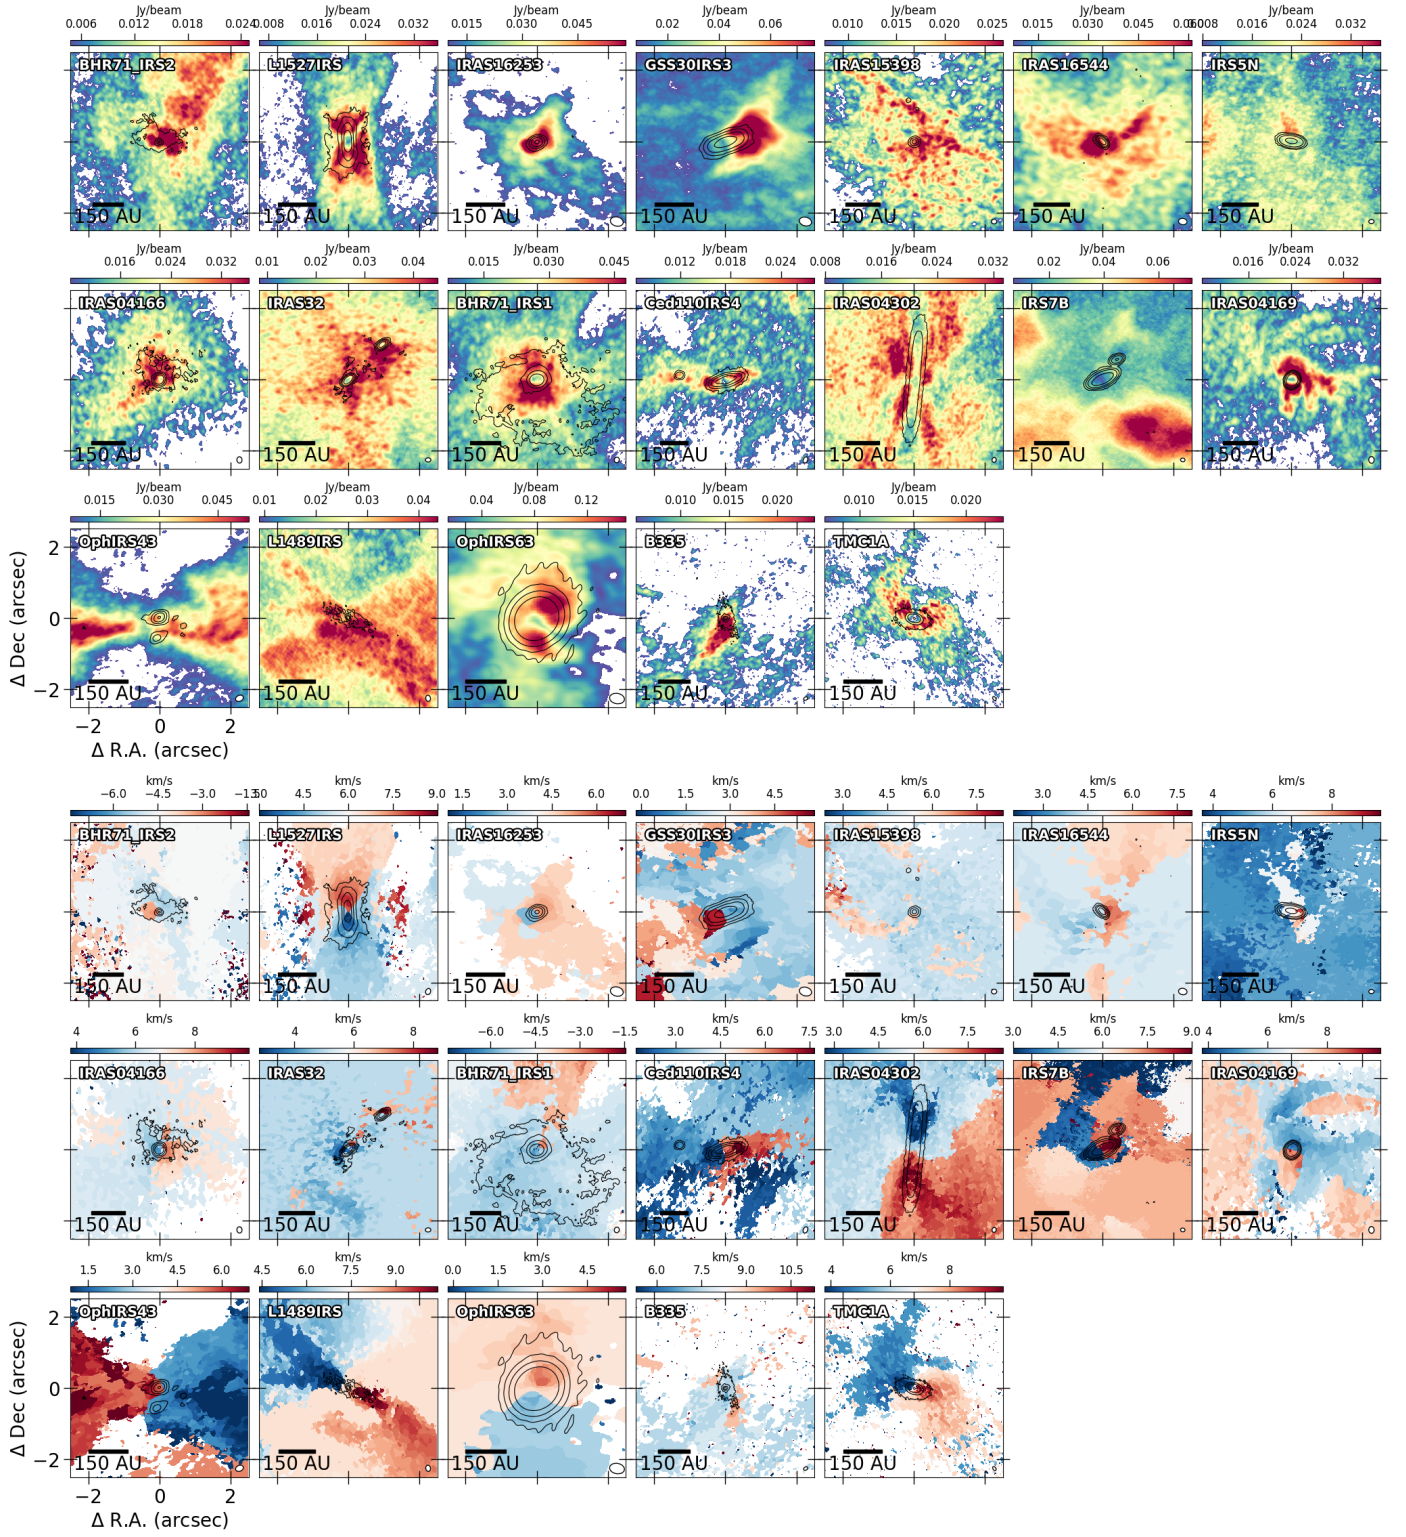 Jy/beam Jy/beam Jy/beam Jy/beam Jy/beam Jy/beam Jy/beam
0.006 0.012 0.018 0.024 0.008 0.016 0.024 0.032 0.015 0.030 0.045 0.02 0.04 0.06 0.010 0.015 0.020 0.025 0.015 0.030 0.045 0.060 0.008 0.016 0.024 0.032
BHR71_IRS2 L1527IRS IRAS16253 GSS30IRS3 IRAS15398 IRAS16544 IRS5N
150 AU 150 AU 150 AU 150 AU 150 AU 150 AU 150 AU
Jy/beam Jy/beam Jy/beam Jy/beam Jy/beam Jy/beam Jy/beam
0.016 0.024 0.032 0.01 0.02 0.03 0.04 0.015 0.030 0.045 0.012 0.018 0.024 0.008 0.016 0.024 0.032 0.02 0.04 0.06 0.016 0.024 0.032
IRAS04166 IRAS32 BHR71_IRS1 Ced110IRS4 IRAS04302 IRS7B IRAS04169
150 AU 150 AU 150 AU 150 AU 150 AU 150 AU 150 AU
Jy/beam Jy/beam Jy/beam Jy/beam Jy/beam
0.015 0.030 0.045 0.01 0.02 0.03 0.04 0.04 0.08 0.12 0.010 0.015 0.020 0.010 0.015 0.020
OphIRS43 L1489IRS OphIRS63 B335 TMC1A
2
0
−2
Δ Dec (arcsec)
150 AU 150 AU 150 AU 150 AU 150 AU
−2 0 2
Δ R.A. (arcsec)
km/s km/s km/s km/s km/s km/s km/s
−6.0 −4.5 −3.0 −1.5 3.0 4.5 6.0 7.5 9.0 1.5 3.0 4.5 6.0 0.0 1.5 3.0 4.5 3.0 4.5 6.0 7.5 3.0 4.5 6.0 7.5 4 6 8
BHR71_IRS2 L1527IRS IRAS16253 GSS30IRS3 IRAS15398 IRAS16544 IRS5N
150 AU 150 AU 150 AU 150 AU 150 AU 150 AU 150 AU
km/s km/s km/s km/s km/s km/s km/s
4 6 8 4 6 8 −6.0 −4.5 −3.0 −1.5 3.0 4.5 6.0 7.5 3.0 4.5 6.0 7.5 3.0 4.5 6.0 7.5 9.0 4 6 8
IRAS04166 IRAS32 BHR71_IRS1 Ced110IRS4 IRAS04302 IRS7B IRAS04169
150 AU 150 AU 150 AU 150 AU 150 AU 150 AU 150 AU
km/s km/s km/s km/s km/s
1.5 3.0 4.5 6.0 4.5 6.0 7.5 9.0 0.0 1.5 3.0 4.5 6.0 7.5 9.0 10.5 4 6 8
OphIRS43 L1489IRS OphIRS63 B335 TMC1A
2
0
−2
Δ Dec (arcsec)
150 AU 150 AU 150 AU 150 AU 150 AU
−2 0 2
Δ R.A. (arcsec)